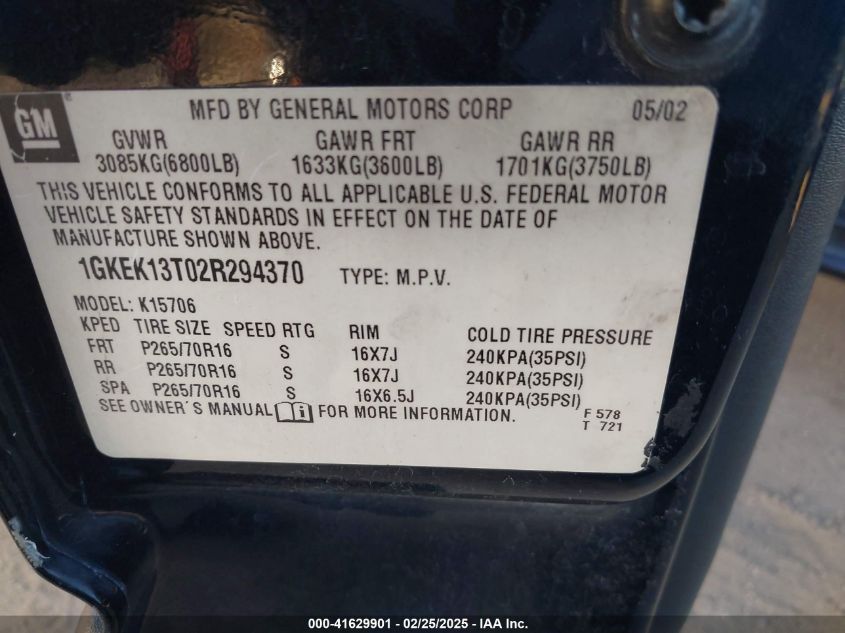 GM
MFD BY GENERAL MOTORS CORP 05/02
GVWR GAWR FRT GAWR RR
3085KG(6800LB) 1633KG(3600LB) 1701KG(3750LB)
THIS VEHICLE CONFORMS TO ALL APPLICABLE U.S. FEDERAL MOTOR
VEHICLE SAFETY STANDARDS IN EFFECT ON THE DATE OF
MANUFACTURE SHOWN ABOVE.
1GKEK13T02R294370 TYPE: M.P.V.
MODEL: K15706
KPED TIRE SIZE SPEED RTG RIM COLD TIRE PRESSURE
FRT P265/70R16 S 16X7J 240KPA(35PSI)
RR P265/70R16 S 16X7J 240KPA(35PSI)
SPA P265/70R16 S 16X6.5J 240KPA(35PSI)
SEE OWNER'S MANUAL i FOR MORE INFORMATION.
F 578
T 721
000-41629901 / 02/25/2025 - IAA Inc.